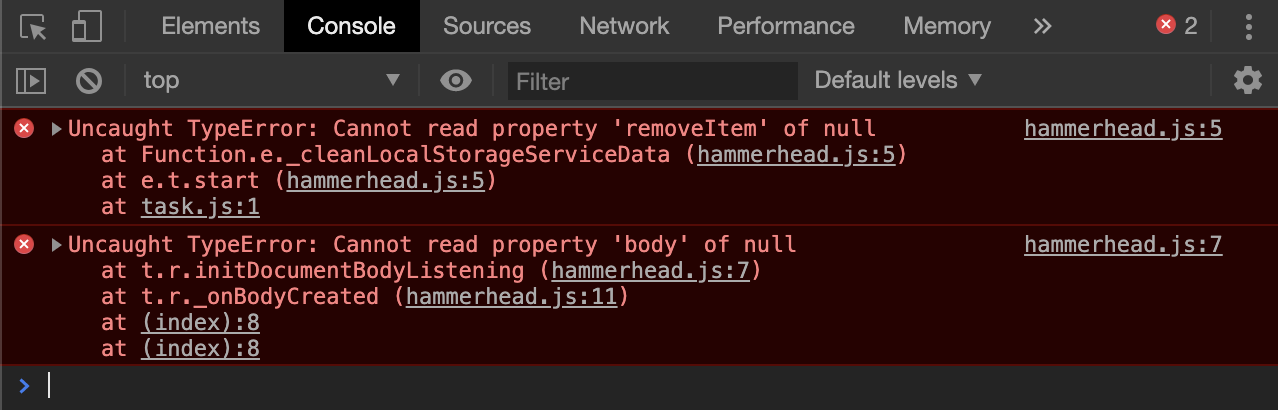 Elements Console Sources Network Performance Memory » 2
top Filter Default levels
Uncaught TypeError: Cannot read property 'removeItem' of null hammerhead.js:5
at Function.e._cleanLocalStorageServiceData (hammerhead.js:5)
at e.t.start (hammerhead.js:5)
at task.js:1
Uncaught TypeError: Cannot read property 'body' of null hammerhead.js:7
at t.r.initDocumentBodyListening (hammerhead.js:7)
at t.r._onBodyCreated (hammerhead.js:11)
at (index):8
at (index):8